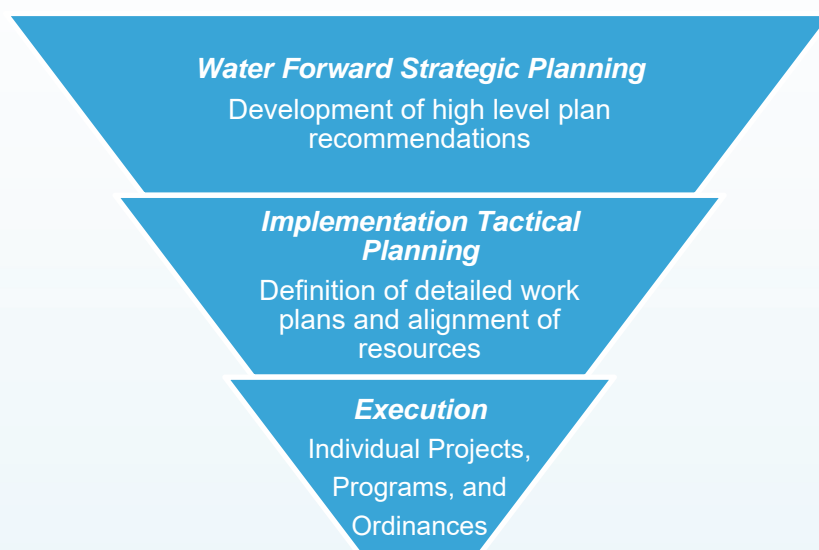 Water Forward Strategic Planning
Development of high level plan
recommendations
Implementation Tactical
Planning
Definition of detailed work
plans and alignment of
resources
Execution
Individual Projects,
Programs, and
Ordinances